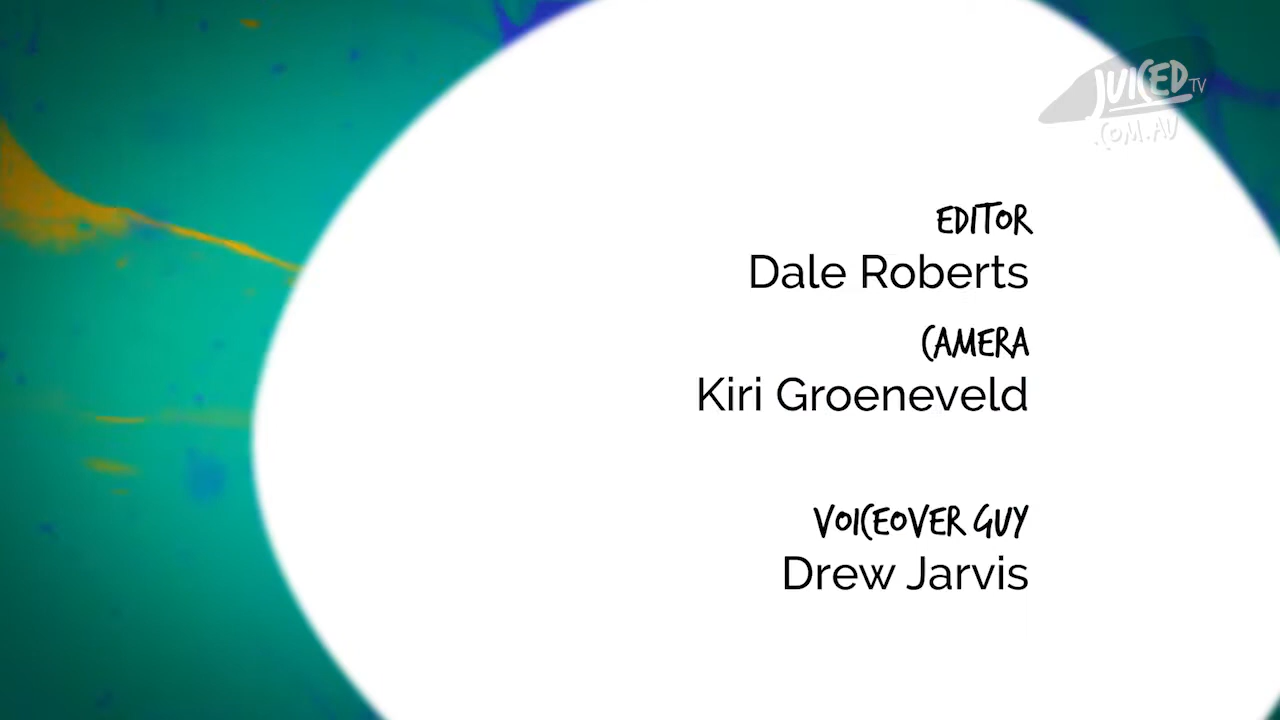 JUICED TV
.COM.AU
EDITOR
Dale Roberts
CAMERA
Kiri Groeneveld
VOICEOVER GUY
Drew Jarvis